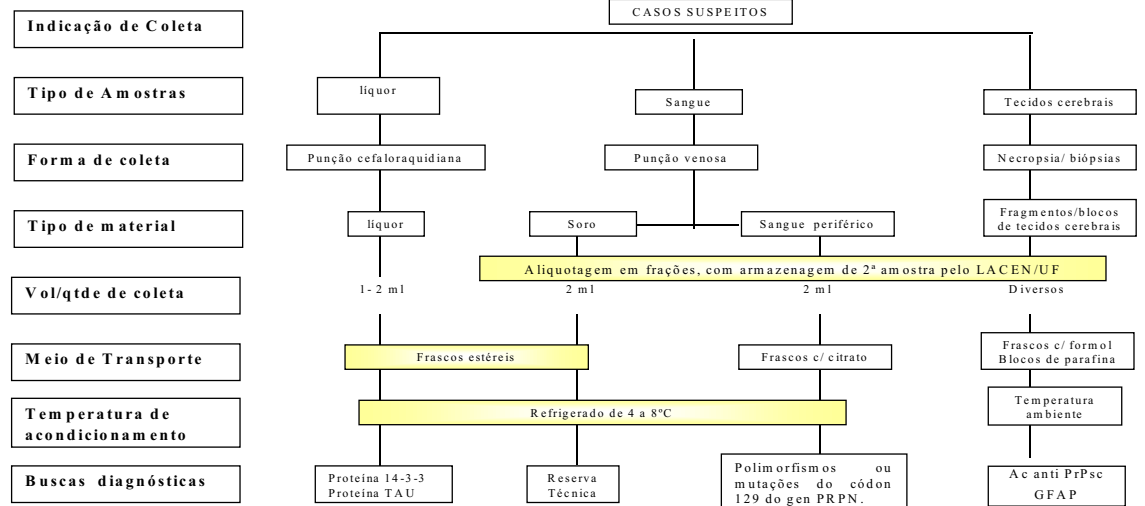 CASOS SUSPEITOS
Indicação de Coleta
Tipo de Amostras
líquor
Sangue
Tecidos cerebrais
Forma de coleta
Punção cefaloraquidiana
Punção venosa
Necropsia/ biópsias
Tipo de material
líquor
Soro
Sangue periférico
Fragmentos/blocos
de tecidos cerebrais
Aliquotagem em frações, com armazenagem de 2ª amostra pelo LACEN/UF
Vol/qtde de coleta
1- 2 ml
2 ml
2 ml
Diversos
Meio de Transporte
Frascos estéreis
Frascos c/ citrato
Frascos c/ formol
Blocos de parafina
Temperatura de
acondicionamento
Refrigerado de 4 a 8ºC
Temperatura
ambiente
Buscas diagnósticas
Proteína 14-3-3
Proteína TAU
Reserva
Técnica
Polimorfismos ou
mutações do códon
129 do gen PRPN.
Ac anti PrPsc
GFAP